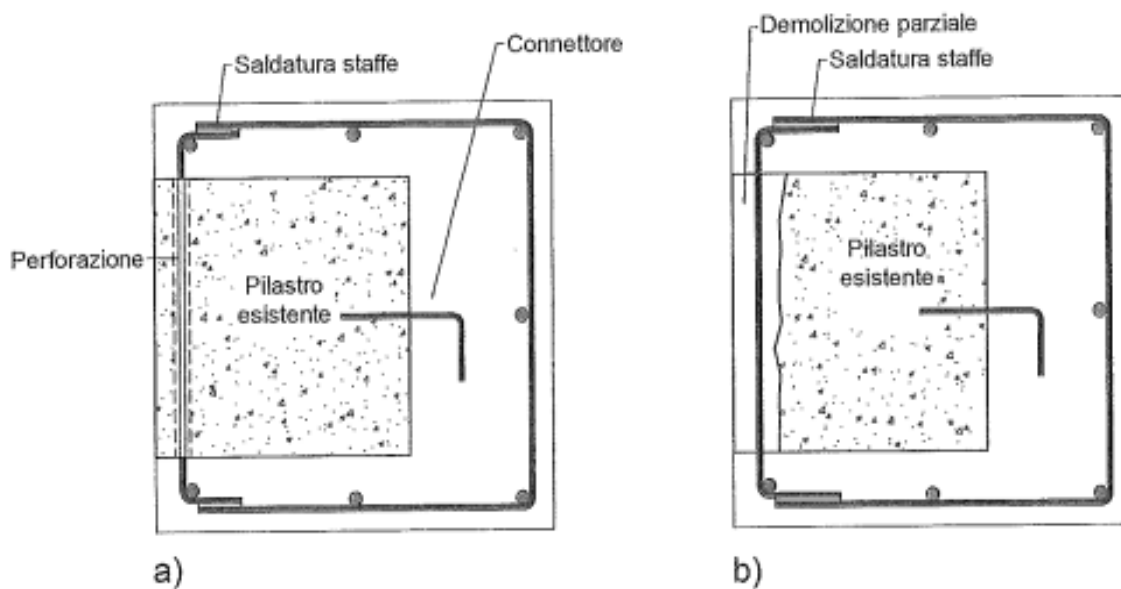 Saldatura staffe
Connettore
Perforazione
Pilastro
esistente
a)
Demolizione parziale
Saldatura staffe
Pilastro
esistente
b)